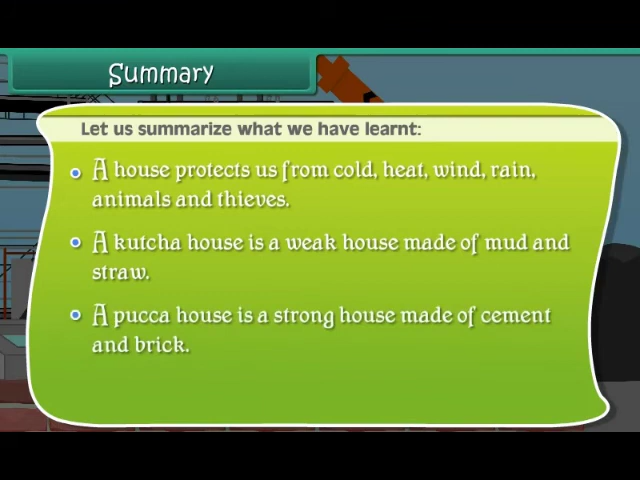 Summary
Let us summarize what we have learnt:
A house protects us from cold, heat, wind, rain,
animals and thieves.
A kutcha house is a weak house made of mud and
straw.
A pucca house is a strong house made of cement
and brick.